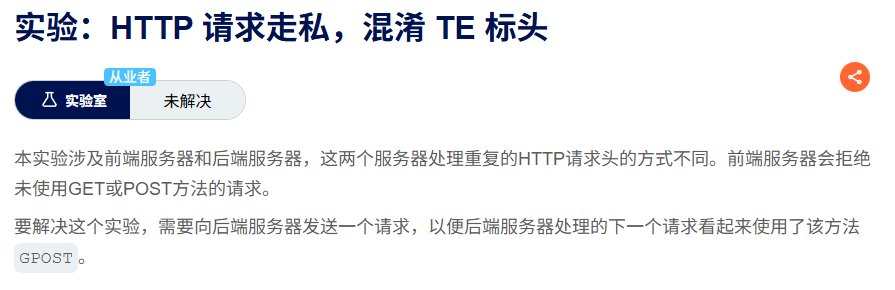 实验：HTTP 请求走私，混淆 TE 标头
从业者
实验室
未解决
本实验涉及前端服务器和后端服务器，这两个服务器处理重复的HTTP请求头的方式不同。前端服务器会拒绝
未使用GET或POST方法的请求。
要解决这个实验，需要向后端服务器发送一个请求，以便后端服务器处理的下一个请求看起来使用了该方法
GPOST 。